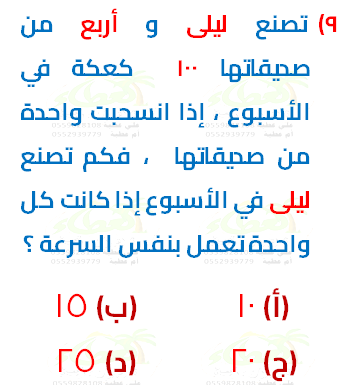 ٩) تصنع ليلى و أربع من
صديقاتها ١٠٠ كعكة في
الأسبوع ، إذا انسحبت واحدة
من صديقاتها ، فكم تصنع
ليلى في الأسبوع إذا كانت كل
واحدة تعمل بنفس السرعة ؟
(أ) ١٠ (ب) ١٥
(ج) ٢٠ (د) ٢٥